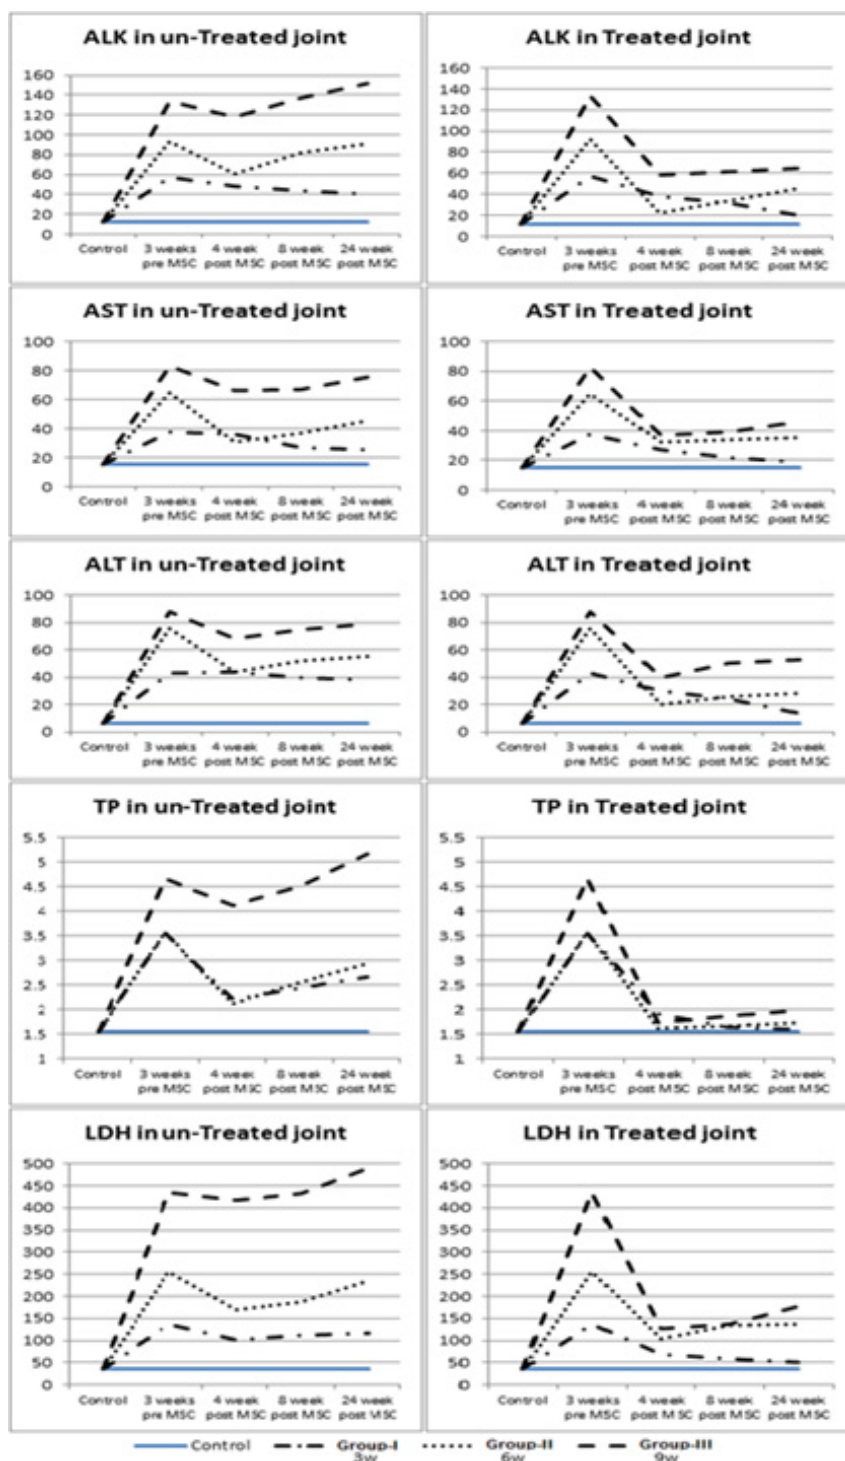 ALK in un-Treated joint
160
140
120
100
80
60
40
20
0
Control
3 weeks
pre MSC
4 week
post MSC
8 week
post MSC
24 week
post MSC
ALK in Treated joint
160
140
120
100
80
60
40
20
0
Control
3 weeks
pre MSC
4 week
post MSC
8 week
post MSC
24 week
post MSC
AST in un-Treated joint
100
80
60
40
20
0
Control
3 weeks
pre MSC
4 week
post MSC
8 week
post MSC
24 week
post MSC
AST in Treated joint
100
80
60
40
20
0
Control
3 weeks
pre MSC
4 week
post MSC
8 week
post MSC
24 week
post MSC
ALT in un-Treated joint
100
80
60
40
20
0
Control
3 weeks
pre MSC
4 week
post MSC
8 week
post MSC
24 week
post MSC
ALT in Treated joint
100
80
60
40
20
0
Control
3 weeks
pre MSC
4 week
post MSC
8 week
post MSC
24 week
post MSC
TP in un-Treated joint
5.5
5
4.5
4
3.5
3
2.5
2
1.5
1
Control
3 weeks
pre MSC
4 week
post MSC
8 week
post MSC
24 week
post MSC
TP in Treated joint
5.5
5
4.5
4
3.5
3
2.5
2
1.5
1
Control
3 weeks
pre MSC
4 week
post MSC
8 week
post MSC
24 week
post MSC
LDH in un-Treated joint
500
450
400
350
300
250
200
150
100
50
0
Control
3 weeks
pre MSC
4 week
post MSC
8 week
post MSC
24 week
post MSC
LDH in Treated joint
500
450
400
350
300
250
200
150
100
50
0
Control
3 weeks
pre MSC
4 week
post MSC
8 week
post MSC
24 week
post MSC
Control Group-I Group-II Group-III
3w 6w 9w